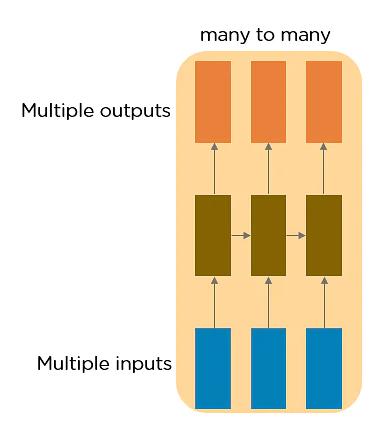 many to many
Multiple outputs
Multiple inputs